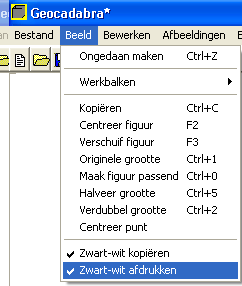 Geocadabra*
Bestand Beeld Bewerken Afbeeldingen
Ongedaan maken Ctrl+Z
Werkbalken
Kopiëren Ctrl+C
Centreer figuur F2
Verschuif figuur F3
Originele grootte Ctrl+1
Maak figuur passend Ctrl+0
Halveer grootte Ctrl+5
Verdubbel grootte Ctrl+2
Centreer punt
Zwart-wit kopiëren
Zwart-wit afdrukken